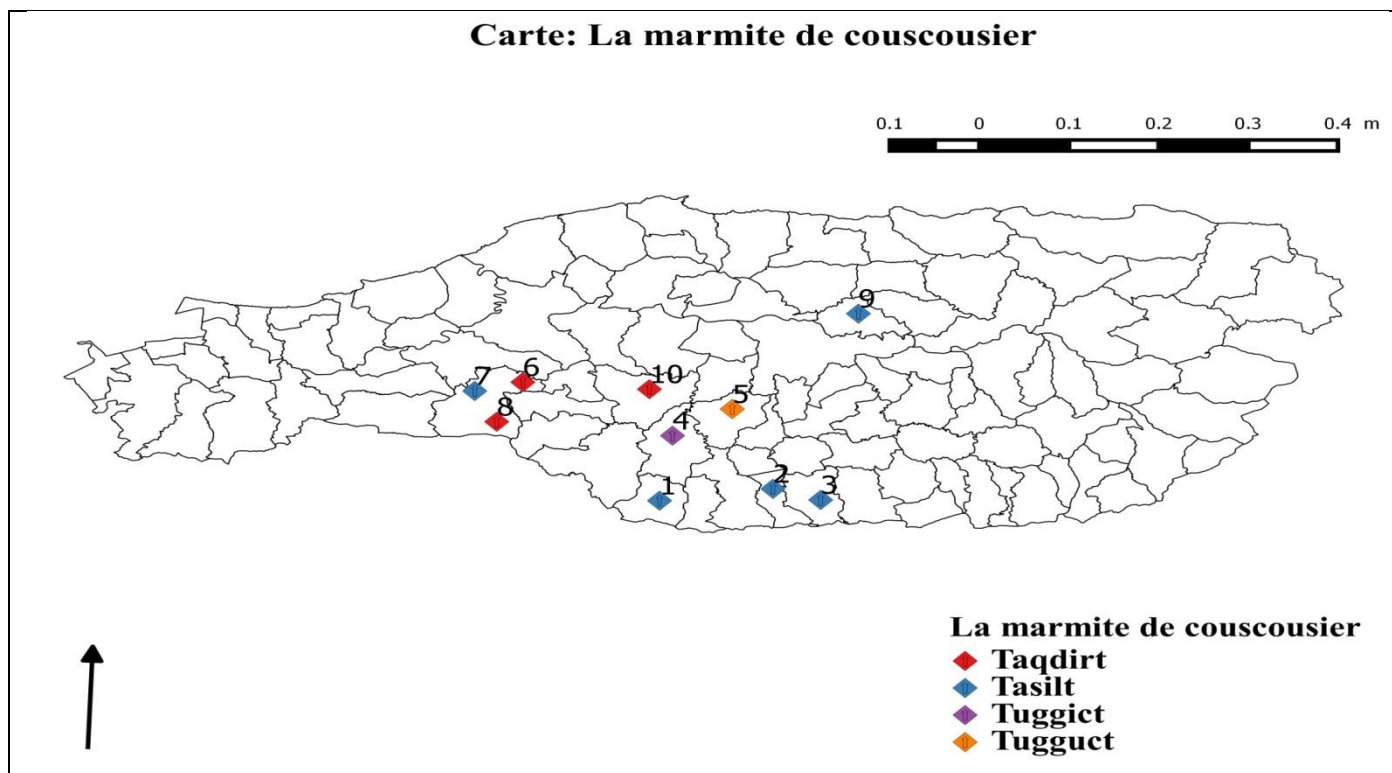 Carte: La marmite de couscousier
0.1 0 0.1 0.2 0.3 0.4 m
9
6
7
10
5
8
4
2
1
3
La marmite de couscousier
Taqdirt
Tasilt
Tuggict
Tugguct